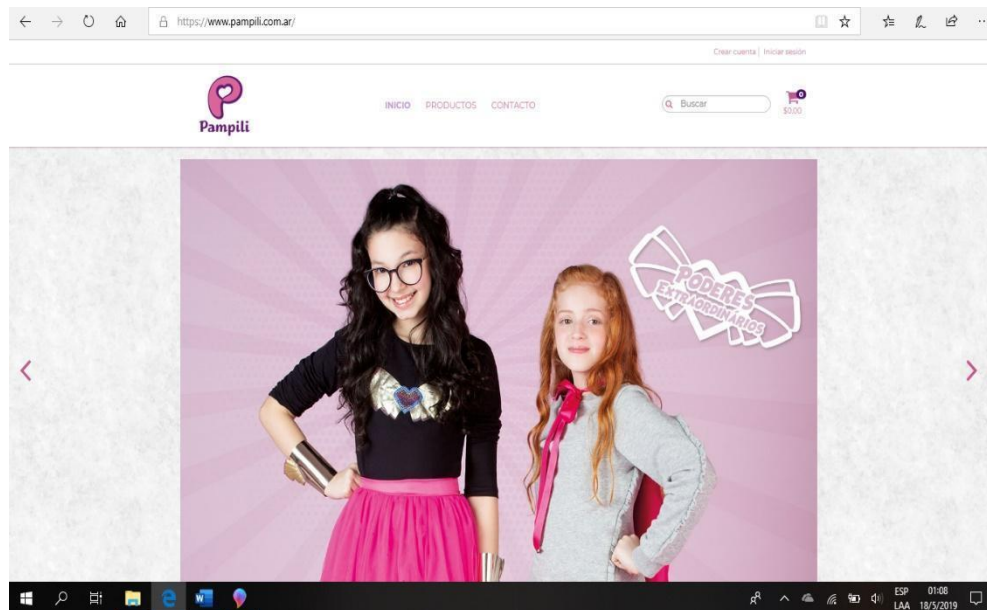 https://www.pampili.com.ar/
Crear cuenta | Iniciar sesión
Pampili
INICIO PRODUCTOS CONTACTO
Buscar
0
$0,00
PODERES
EXTRAORDINÁRIOS
ESP
LAA
01:08
18/5/2019